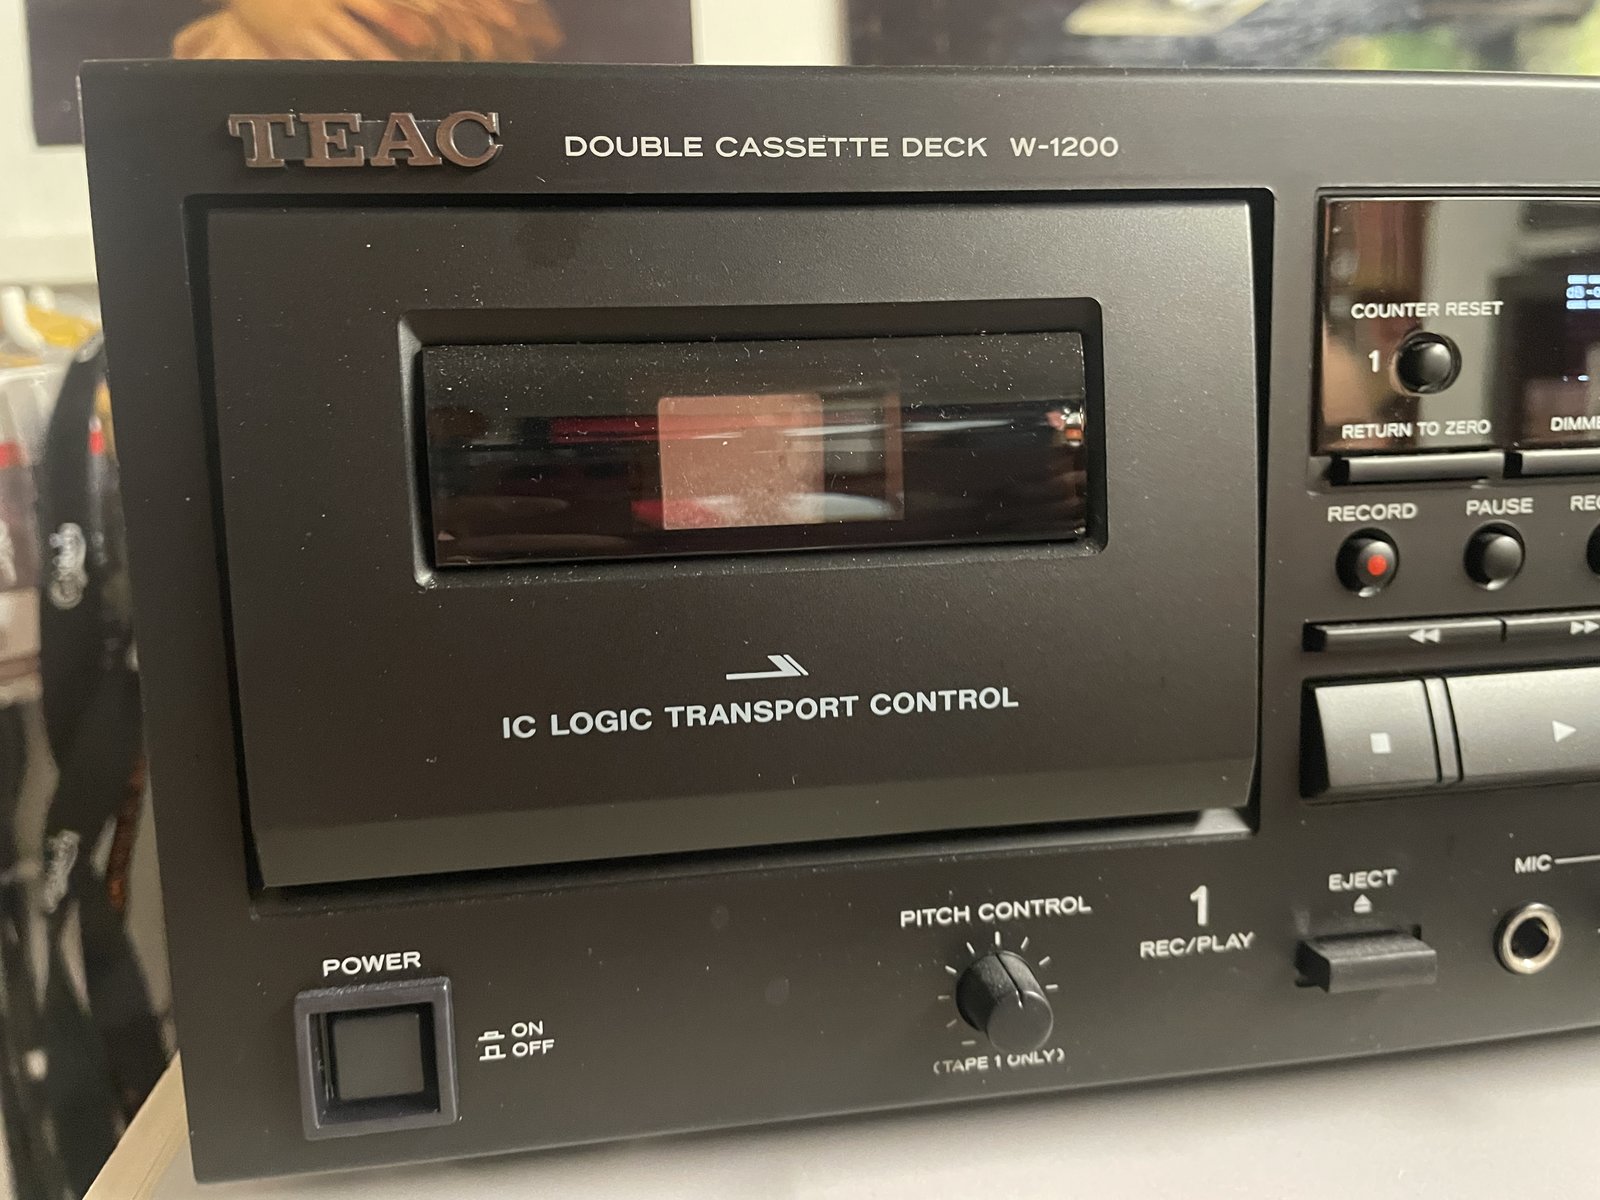 TEAC
DOUBLE CASSETTE DECK W-1200
COUNTER RESET
1
RETURN TO ZERO
RECORD
PAUSE
IC LOGIC TRANSPORT CONTROL
POWER
ON
OFF
PITCH CONTROL
(TAPE 1 ONLY)
1
REC/PLAY
EJECT
MIC